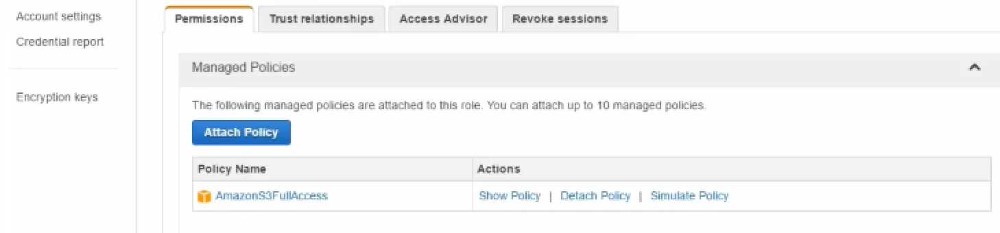 Account settings
Credential report
Encryption keys
Permissions
Trust relationships
Access Advisor
Revoke sessions
Managed Policies
The following managed policies are attached to this role. You can attach up to 10 managed policies.
Attach Policy
Policy Name
Actions
AmazonS3FullAccess
Show Policy | Detach Policy | Simulate Policy